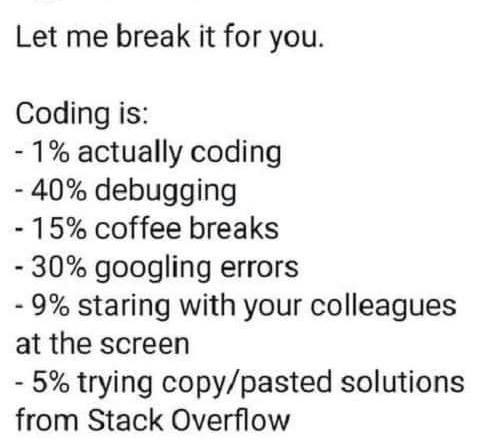 Let me break it for you.
Coding is:
- 1% actually coding
- 40% debugging
- 15% coffee breaks
- 30% googling errors
- 9% staring with your colleagues
at the screen
- 5% trying copy/pasted solutions
from Stack Overflow